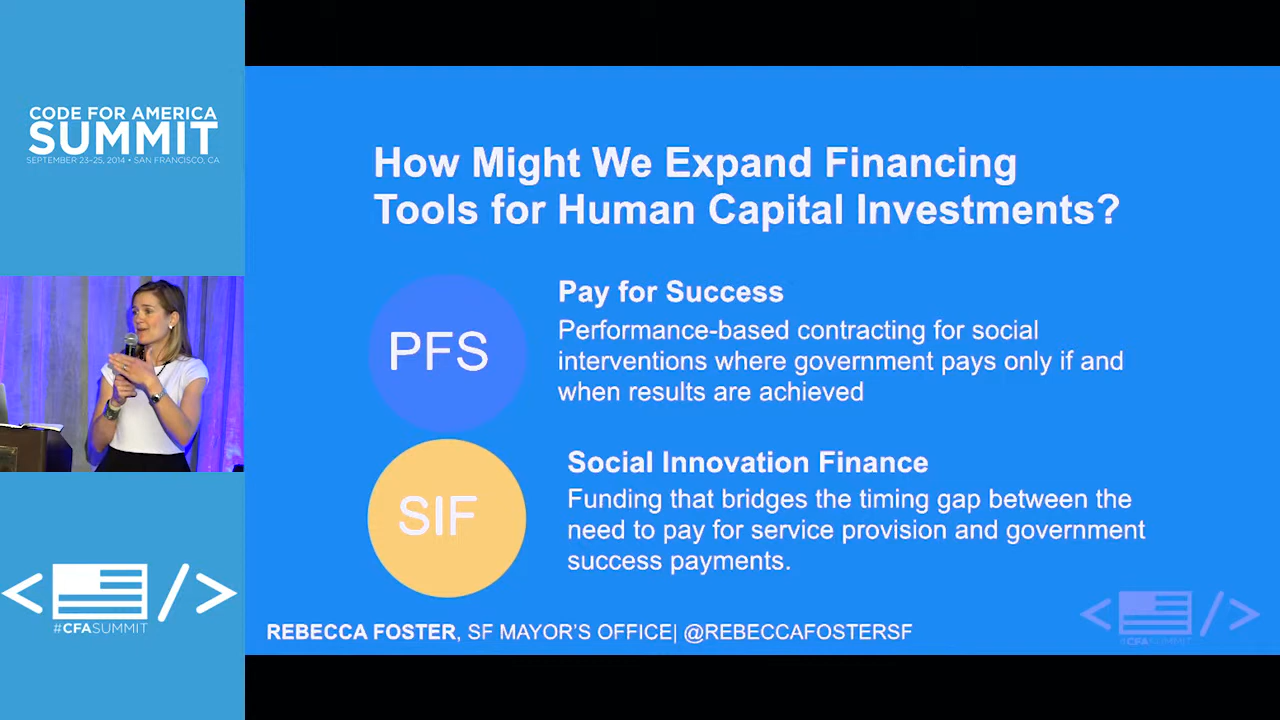 CODE FOR AMERICA
SUMMIT
SEPTEMBER 23-25, 2014 • SAN FRANCISCO, CA
How Might We Expand Financing
Tools for Human Capital Investments?
PFS
Pay for Success
Performance-based contracting for social
interventions where government pays only if and
when results are achieved
SIF
Social Innovation Finance
Funding that bridges the timing gap between the
need to pay for service provision and government
success payments.
REBECCA FOSTER, SF MAYOR'S OFFICE| @REBECCAFOSTERSF
< />
#CFASUMMIT
< />
#CFASUMMIT